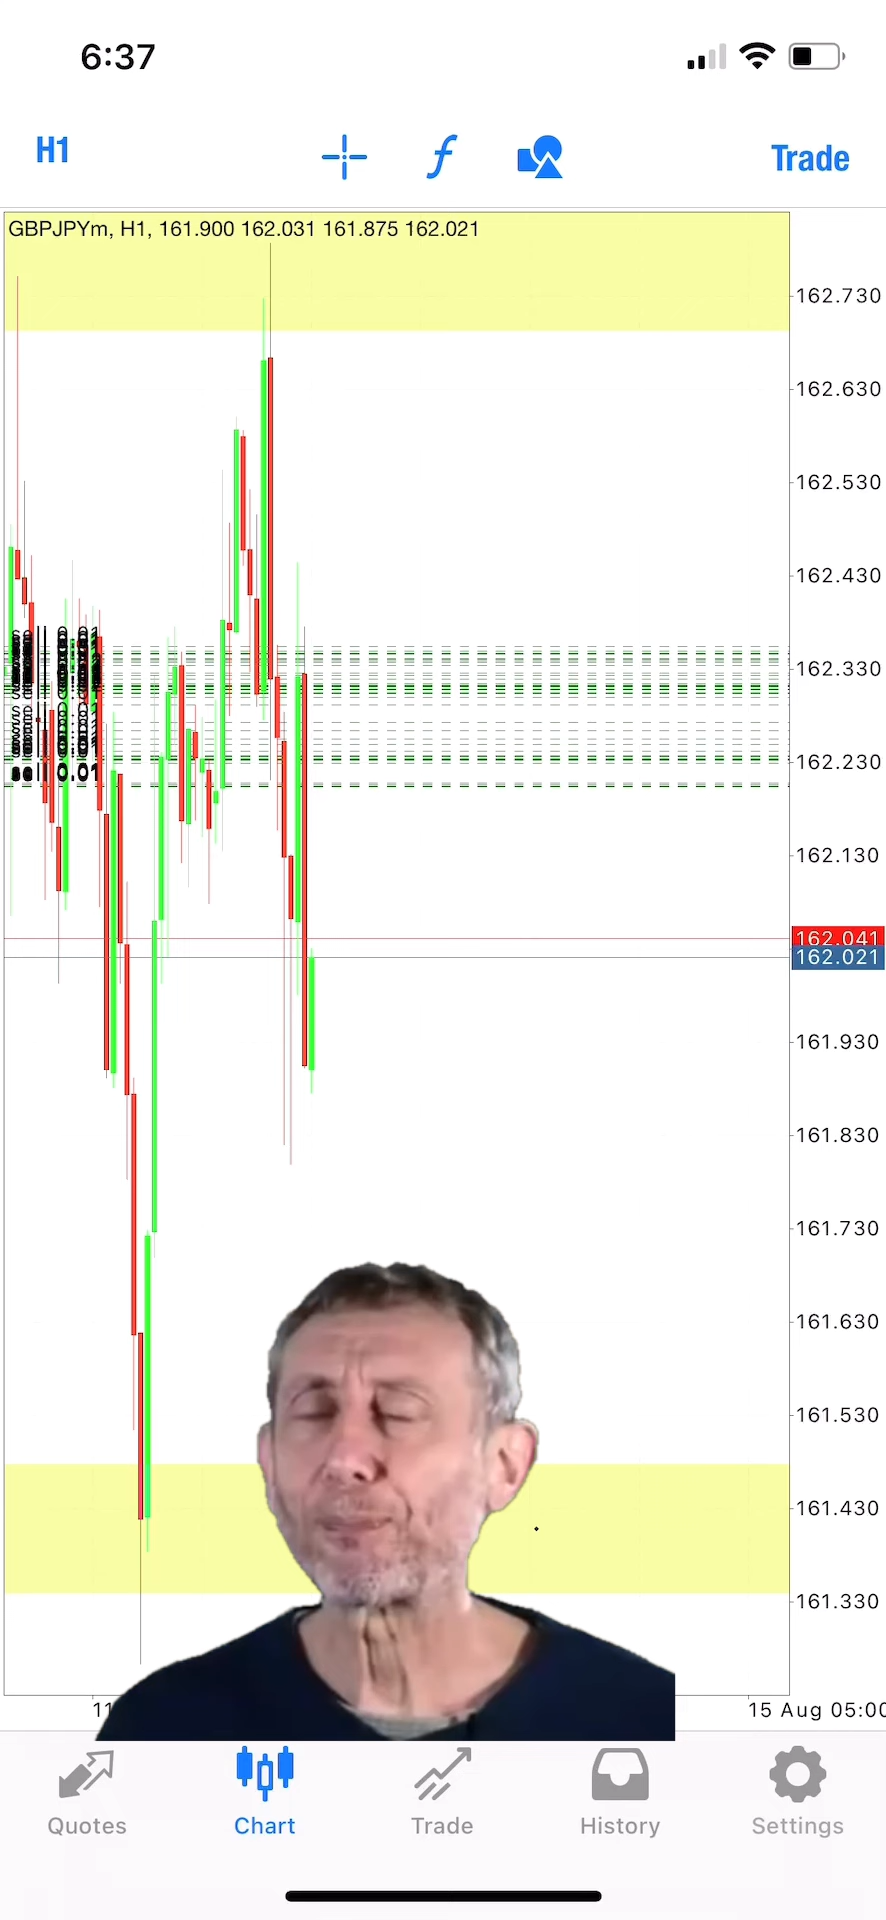 6:37
H1
f
Trade
GBPJPYm, H1, 161.900 162.031 161.875 162.021
162.730
162.630
162.530
162.430
162.330
162.230
sell 0.01
162.130
162.041
162.021
161.930
161.830
161.730
161.630
161.530
161.430
161.330
11
15 Aug 05:00
Quotes
Chart
Trade
History
Settings